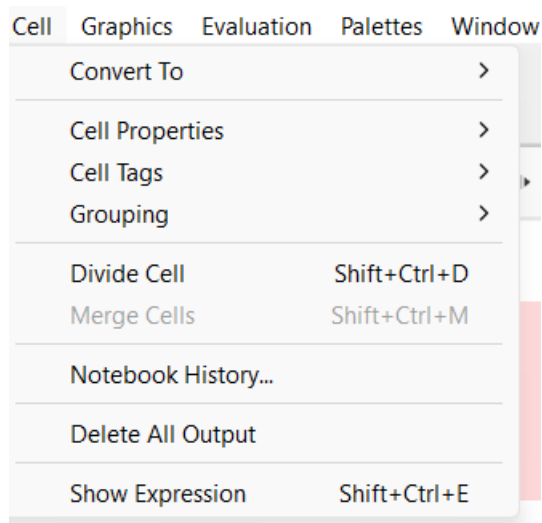 Cell Graphics Evaluation Palettes Window
Convert To
Cell Properties
Cell Tags
Grouping
Divide Cell Shift+Ctrl+D
Merge Cells Shift+Ctrl+M
Notebook History...
Delete All Output
Show Expression Shift+Ctrl+E